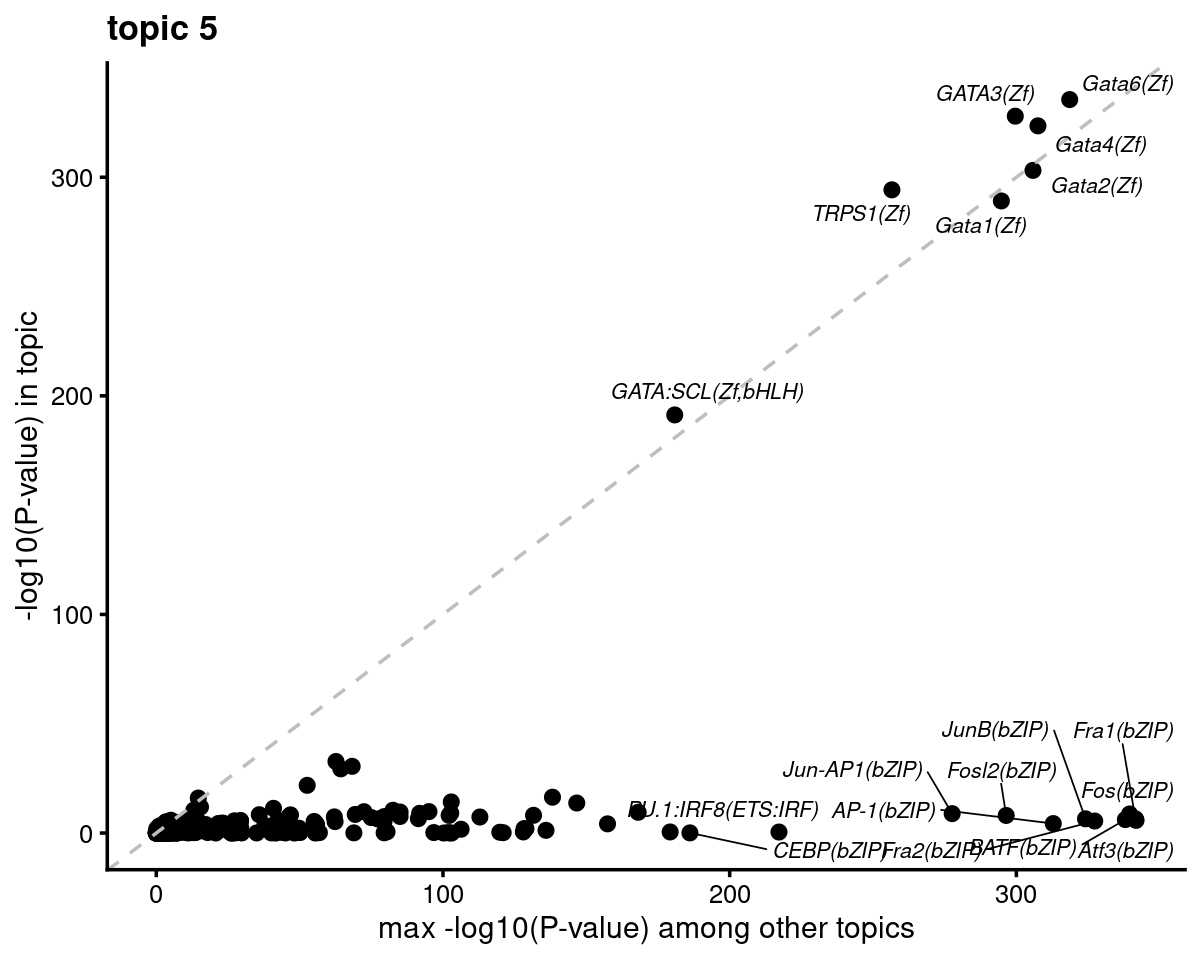 topic 5
Gata6(Zf)
GATA3(Zf)
Gata4(Zf)
300
Gata2(Zf)
TRPS1(Zf)
Gata1(Zf)
-log10(P-value) in topic
200
GATA:SCL(Zf,bHLH)
100
JunB(bZIP)
Fra1(bZIP)
Jun-AP1(bZIP)
Fosl2(bZIP)
Fos(bZIP)
PU.1:IRF8(ETS:IRF)
AP-1(bZIP)
0
CEBP(bZIP)
Fra2(bZIP)
BATF(bZIP)
Atf3(bZIP)
0 100 200 300
max -log10(P-value) among other topics